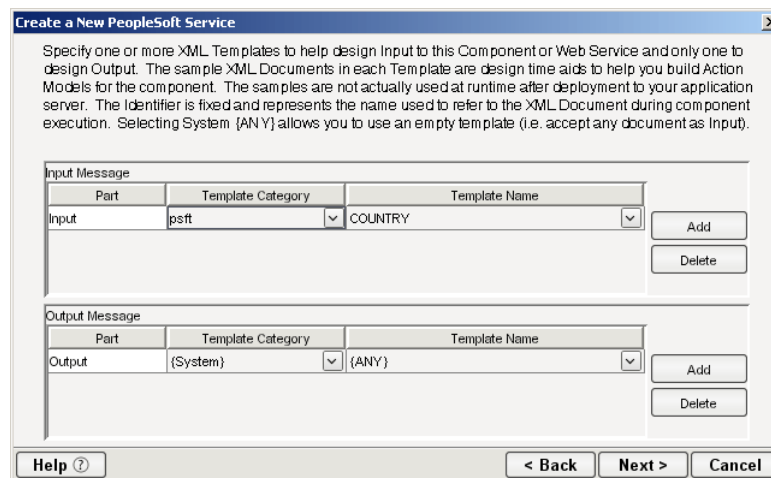 Create a New PeopleSoft Service
Specify one or more XML Templates to help design Input to this Component or Web Service and only one to
design Output. The sample XML Documents in each Template are design time aids to help you build Action
Models for the component. The samples are not actually used at runtime after deployment to your application
server. The Identifier is fixed and represents the name used to refer to the XML Document during component
execution. Selecting System {ANY} allows you to use an empty template (i.e. accept any document as Input).
Input Message
Part Template Category Template Name
Input psft COUNTRY
Add
Delete
Output Message
Part Template Category Template Name
Output {System} {ANY}
Add
Delete
Help ? < Back Next > Cancel